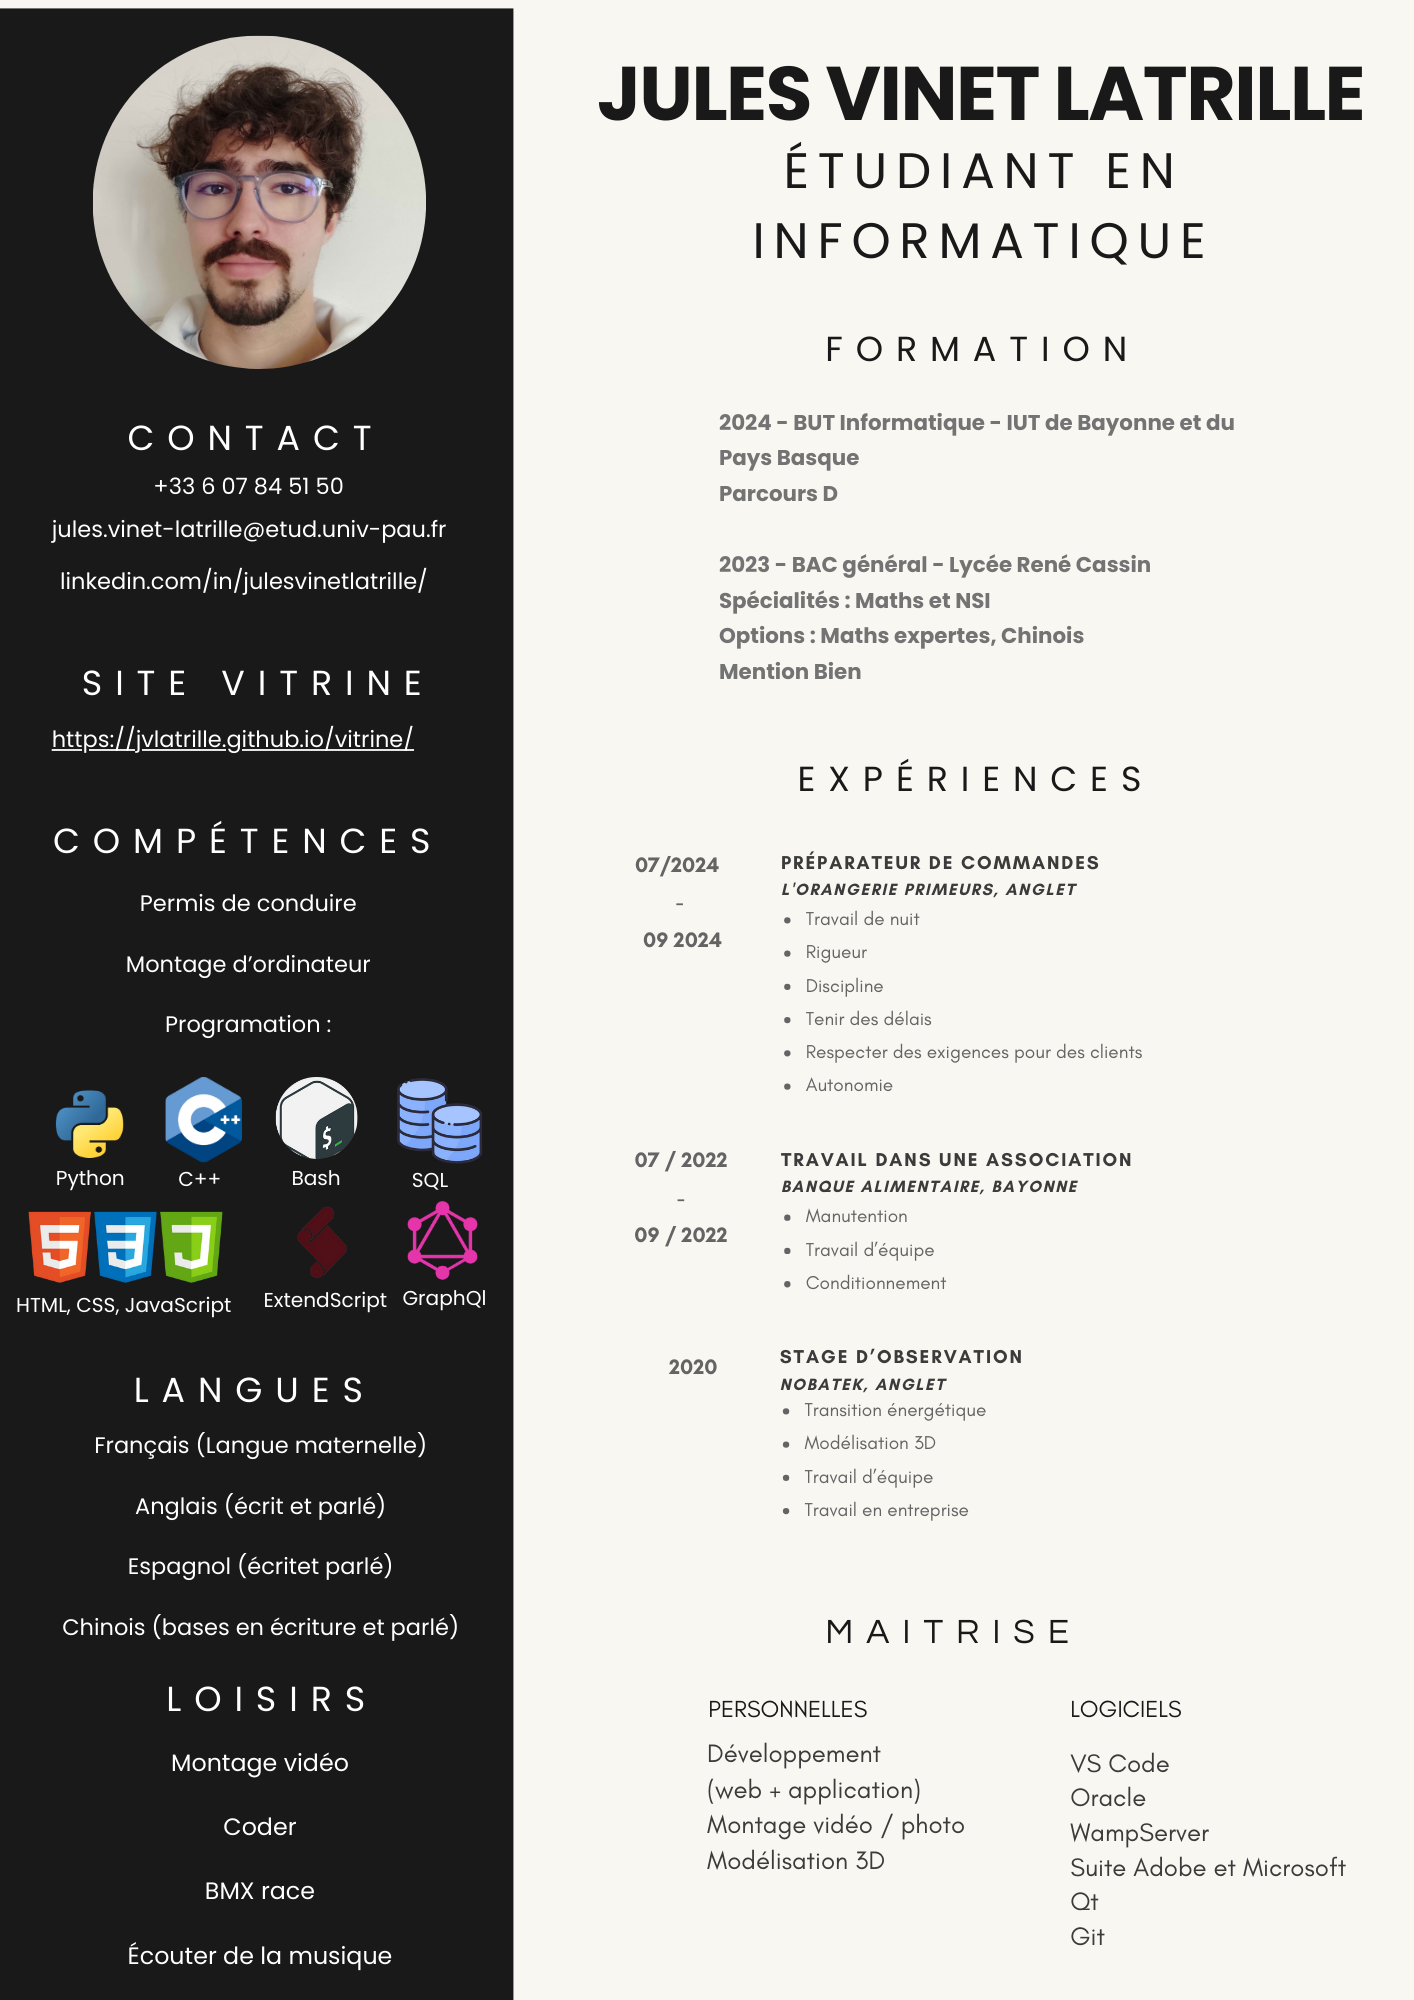 JULES VINET LATRILLE
ÉTUDIANT EN
INFORMATIQUE
CONTACT
+33 6 07 84 51 50
jules.vinet-latrille@etud.univ-pau.fr
linkedin.com/in/julesvinetlatrille/
SITE VITRINE
https://jvlatrille.github.io/vitrine/
COMPÉTENCES
Permis de conduire
Montage d'ordinateur
Programation :
C ++
$_
Python
C++
Bash
SQL
5 3 J
HTML, CSS, JavaScript
ExtendScript
GraphQl
LANGUES
Français (Langue maternelle)
Anglais (écrit et parlé)
Espagnol (écritet parlé)
Chinois (bases en écriture et parlé)
LOISIRS
Montage vidéo
Coder
BMX race
Écouter de la musique
FORMATION
2024 - BUT Informatique - IUT de Bayonne et du
Pays Basque
Parcours D
2023 - BAC général - Lycée René Cassin
Spécialités : Maths et NSI
Options : Maths expertes, Chinois
Mention Bien
EXPÉRIENCES
07/2024
-
09 2024
PRÉPARATEUR DE COMMANDES
L'ORANGERIE PRIMEURS, ANGLET
• Travail de nuit
• Rigueur
• Discipline
• Tenir des délais
• Respecter des exigences pour des clients
• Autonomie
07 / 2022
-
09 / 2022
TRAVAIL DANS UNE ASSOCIATION
BANQUE ALIMENTAIRE, BAYONNE
• Manutention
• Travail d'équipe
• Conditionnement
2020
STAGE D'OBSERVATION
NOBATEK, ANGLET
• Transition énergétique
• Modélisation 3D
• Travail d'équipe
• Travail en entreprise
MAITRISE
PERSONNELLES
Développement
(web + application)
Montage vidéo / photo
Modélisation 3D
LOGICIELS
VS Code
Oracle
WampServer
Suite Adobe et Microsoft
Qt
Git